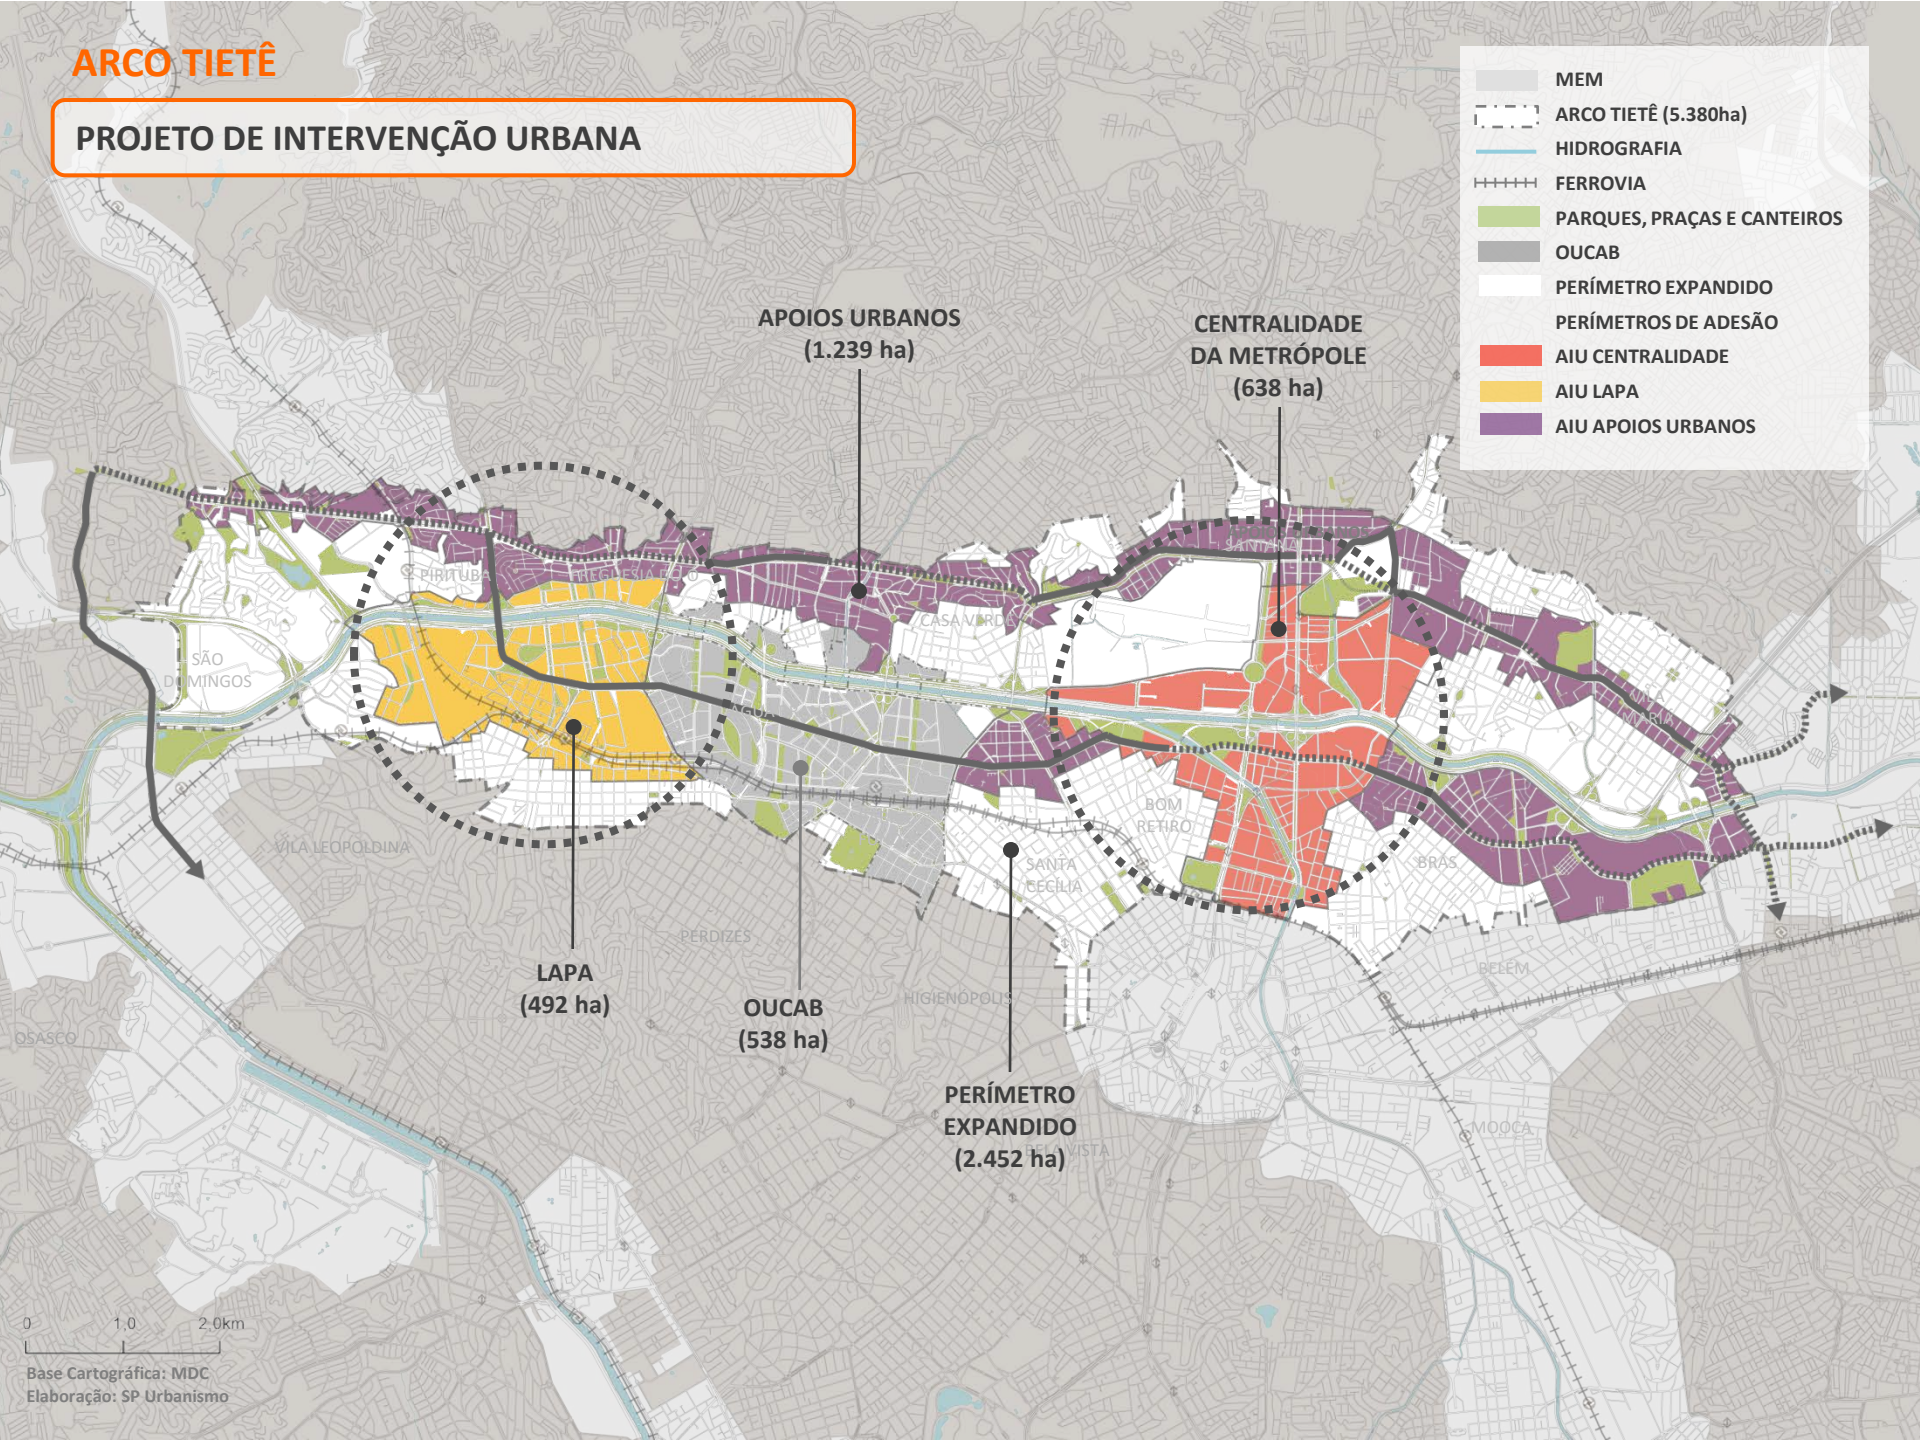 ARCO TIETÊ
PROJETO DE INTERVENÇÃO URBANA
MEM
ARCO TIETÊ (5.380ha)
HIDROGRAFIA
FERROVIA
PARQUES, PRAÇAS E CANTEIROS
OUCAB
PERÍMETRO EXPANDIDO
PERÍMETROS DE ADESÃO
AIU CENTRALIDADE
AIU LAPA
AIU APOIOS URBANOS
APOIOS URBANOS
(1.239 ha)
CENTRALIDADE
DA METRÓPOLE
(638 ha)
SANTANA
PIRITUBA
CASA VERDE
SÃO
DOMINGOS
VILA
MARIA
BOM
RETIRO
VILA LEOPOLDINA
SANTA
CECÍLIA
BRÁS
PERDIZES
BELÉM
LAPA
(492 ha)
OUCAB
(538 ha)
HIGIENÓPOLIS
OSASCO
PERÍMETRO
EXPANDIDO
(2.452 ha)
VISTA
MOOCA
0 1,0 2,0km
Base Cartográfica: MDC
Elaboração: SP Urbanismo